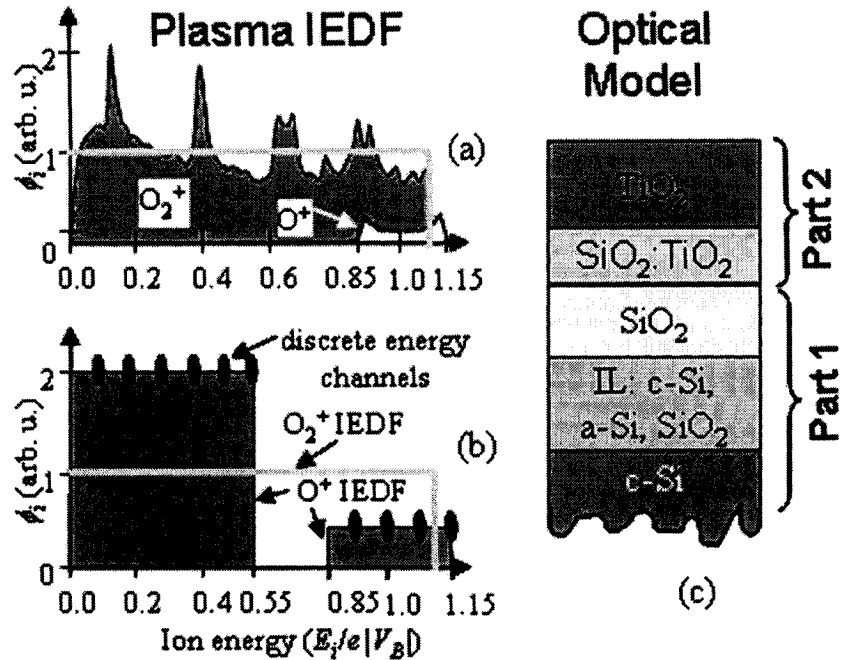 Plasma IEDF
Optical
Model
ϕi (arb. u.)
2
1
0
(a)
O2+
O+
0.0 0.2 0.4 0.6 0.85 1.0 1.15
ϕi (arb. u.)
2
1
0
discrete energy
channels
O2+ IEDF
(b)
O+ IEDF
0.0 0.2 0.4 0.55 0.85 1.0 1.15
Ion energy (Ei/e|VB|)
TiO2
SiO2:TiO2
SiO2
IL: c-Si,
a-Si, SiO2
c-Si
Part 2
Part 1
(c)